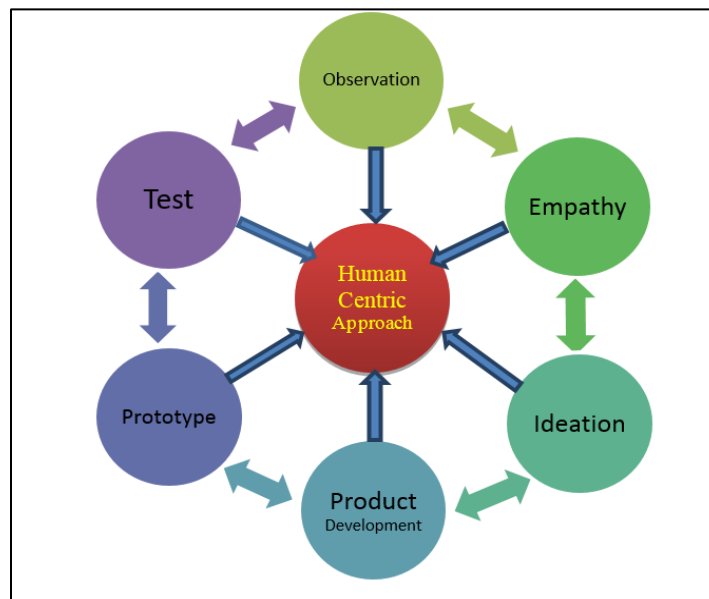 Observation
Empathy
Ideation
Product
Development
Prototype
Test
Human
Centric
Approach